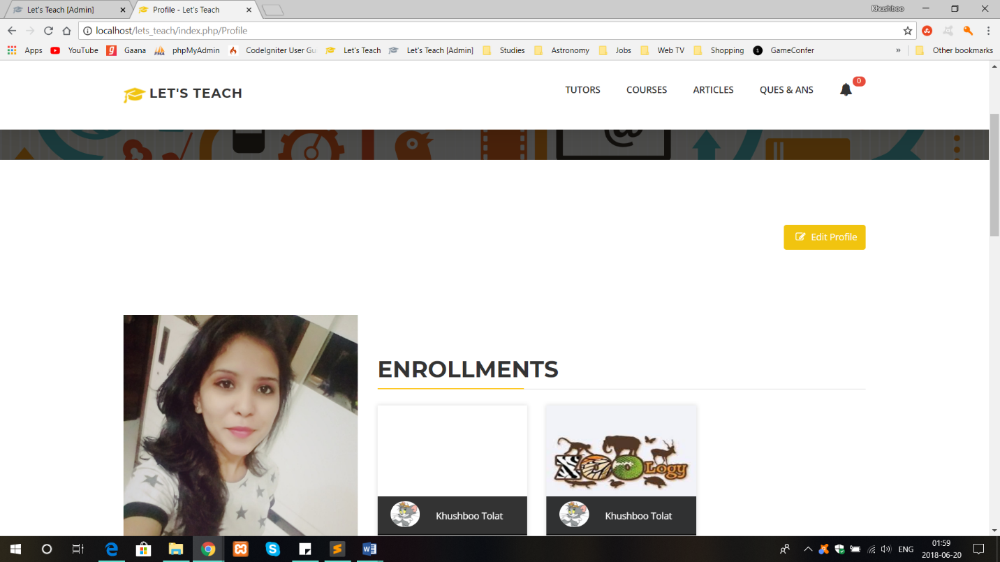 Let's Teach [Admin]
Profile - Let's Teach
Khushboo
localhost/lets_teach/index.php/Profile
Apps
YouTube
Gaana
phpMyAdmin
CodeIgniter User Gu
Let's Teach
Let's Teach [Admin]
Studies
Astronomy
Jobs
Web TV
Shopping
GameConfer
»
Other bookmarks
LET'S TEACH
TUTORS
COURSES
ARTICLES
QUES & ANS
0
@
Edit Profile
ENROLLMENTS
ZOOLogy
Khushboo Tolat
Khushboo Tolat
ENG
01:59
2018-06-20